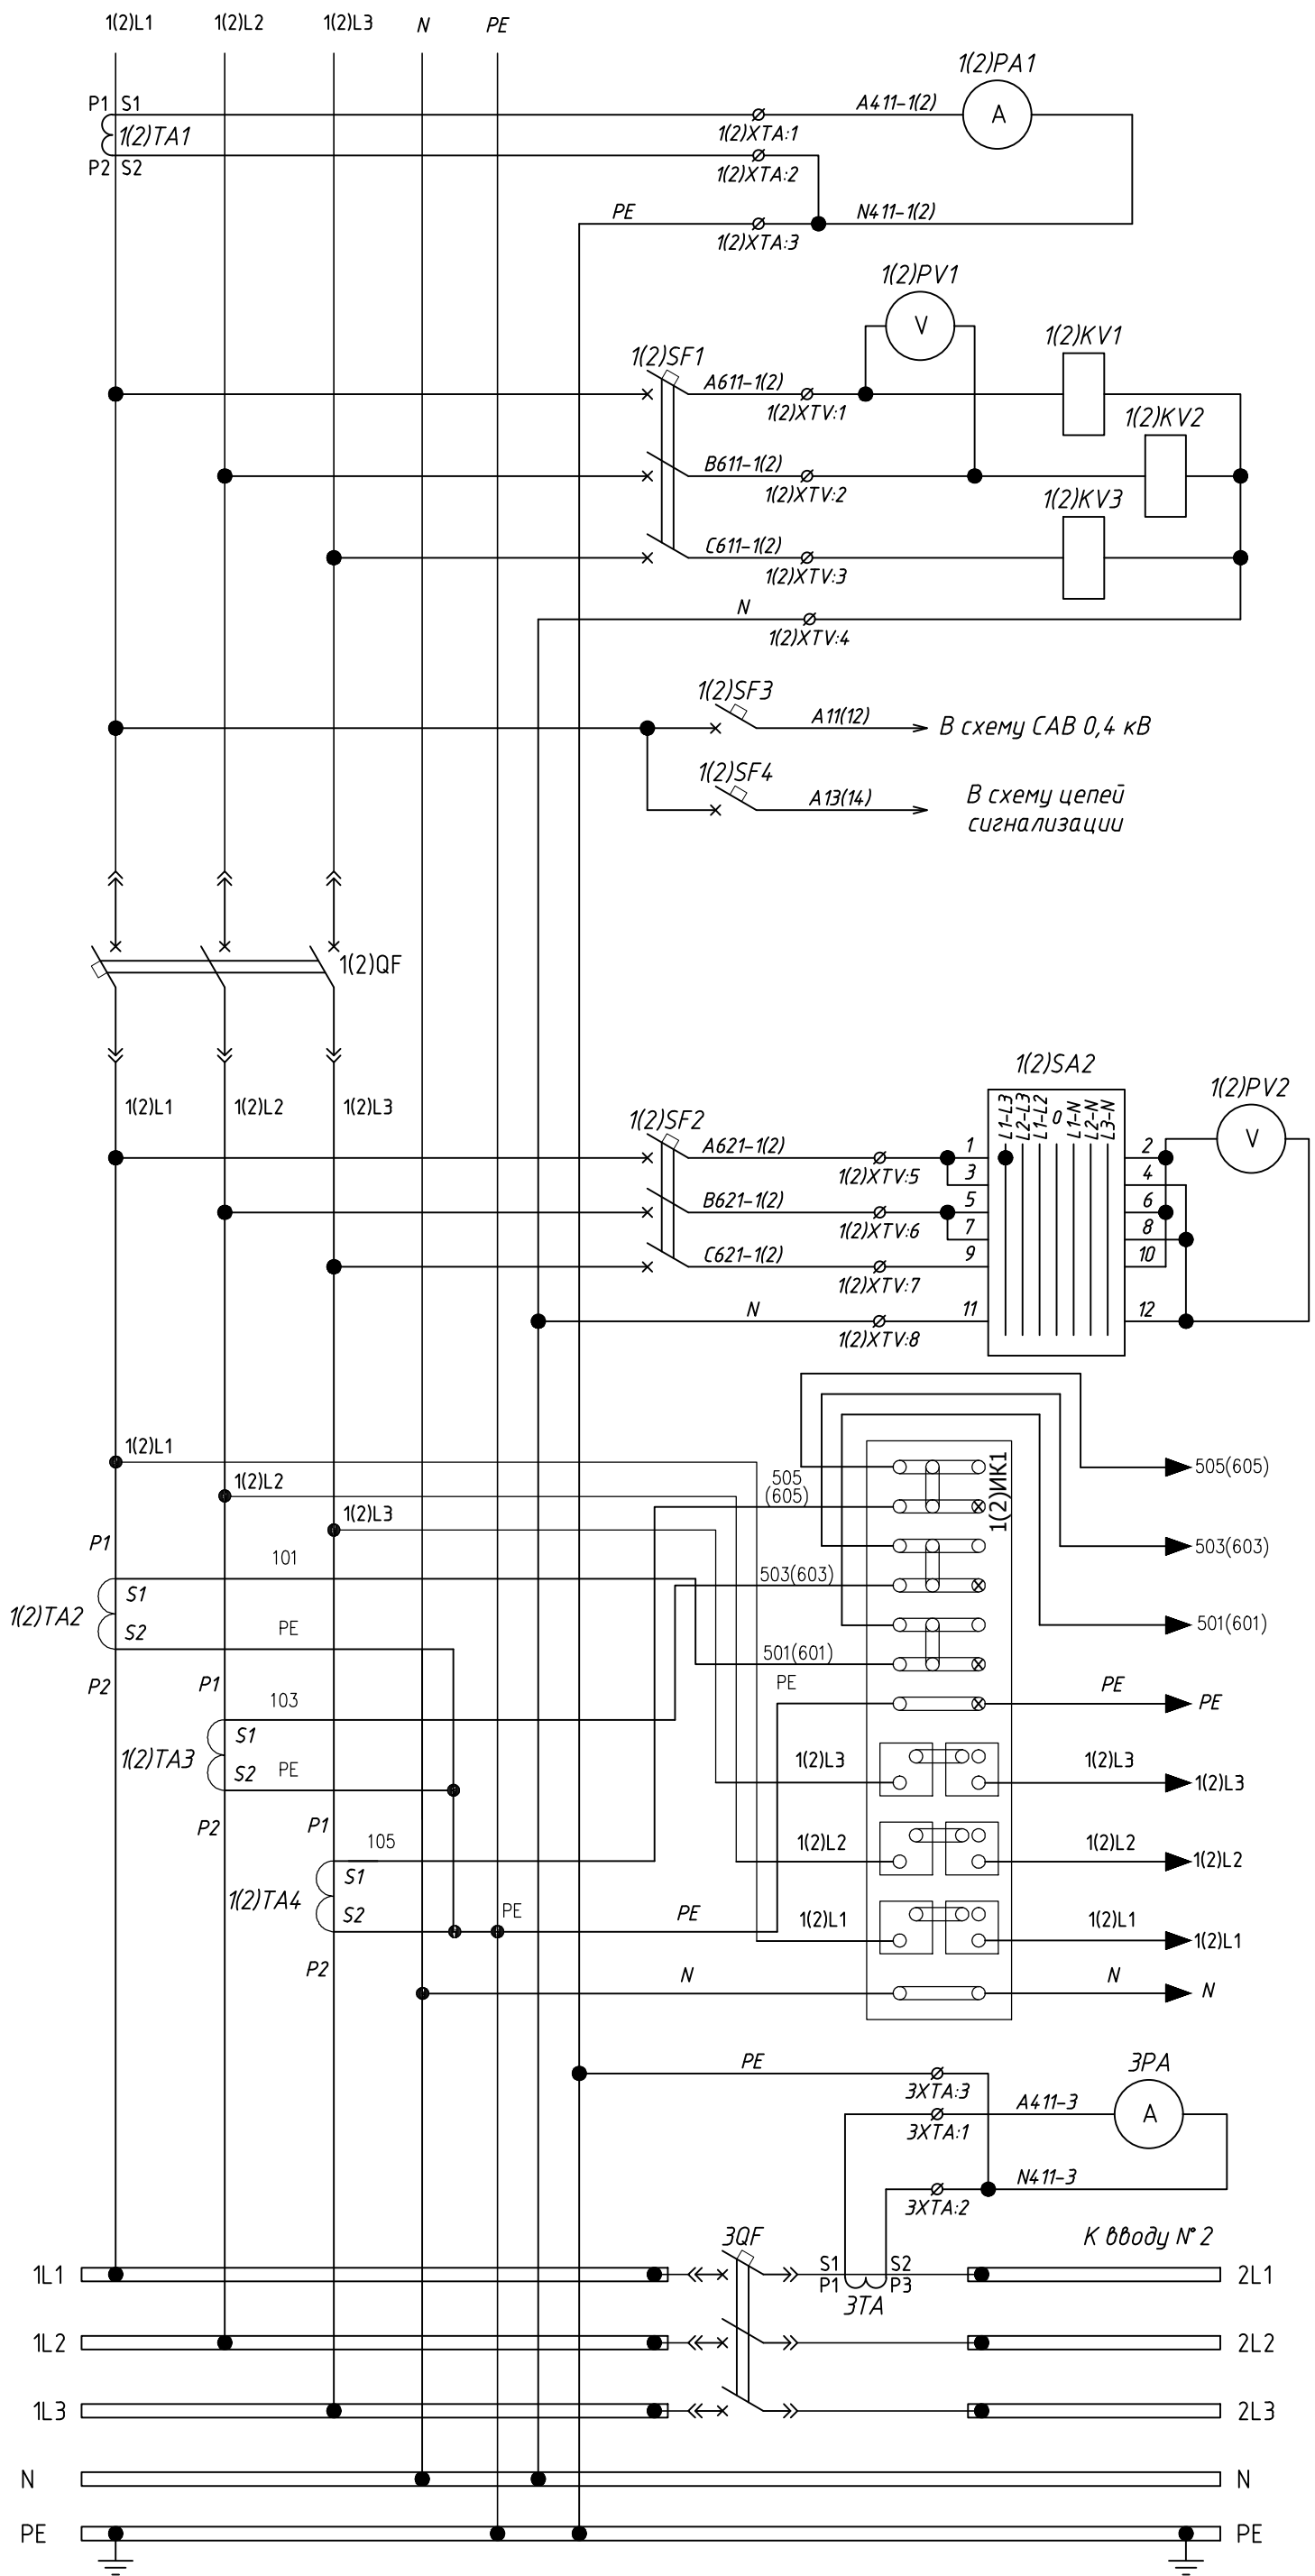 1(2)L1 1(2)L2 1(2)L3 N PE
1(2)PA1
P1 S1
A411-1(2)
A
1(2)TA1
1(2)XTA:1
P2 S2
1(2)XTA:2
PE
N411-1(2)
1(2)XTA:3
1(2)PV1
V
1(2)SF1
1(2)KV1
A611-1(2)
1(2)XTV:1
1(2)KV2
B611-1(2)
1(2)XTV:2
1(2)KV3
C611-1(2)
1(2)XTV:3
N
1(2)XTV:4
1(2)SF3
A11(12)
В схему САВ 0,4 кВ
1(2)SF4
A13(14)
В схему цепей
сигнализации
1(2)QF
1(2)SA2
1(2)PV2
1(2)L1 1(2)L2 1(2)L3
L1-L3
L2-L3
L1-L2
0
L1-N
L2-N
L3-N
V
1(2)SF2
A621-1(2)
1(2)XTV:5
1 2
3 4
B621-1(2)
1(2)XTV:6
5 6
7 8
C621-1(2)
1(2)XTV:7
9 10
N
1(2)XTV:8
11 12
1(2)L1
1(2)L2
1(2)L3
1(2)ИК1
505
(605)
505(605)
503(603)
503(603)
501(601)
501(601)
P1
101
S1
1(2)TA2
S2
PE
P2
P1
103
S1
1(2)TA3
S2
PE
P2
P1
105
S1
1(2)TA4
S2
PE
P2
PE
PE
PE
PE
1(2)L3
1(2)L3
1(2)L3
1(2)L2
1(2)L2
1(2)L2
1(2)L1
1(2)L1
1(2)L1
N
N
N
PE
3XTA:3
3PA
A411-3
A
3XTA:1
N411-3
3XTA:2
3QF
К вводу № 2
S1 S2
P1 P3
3TA
1L1 2L1
1L2 2L2
1L3 2L3
N N
PE PE